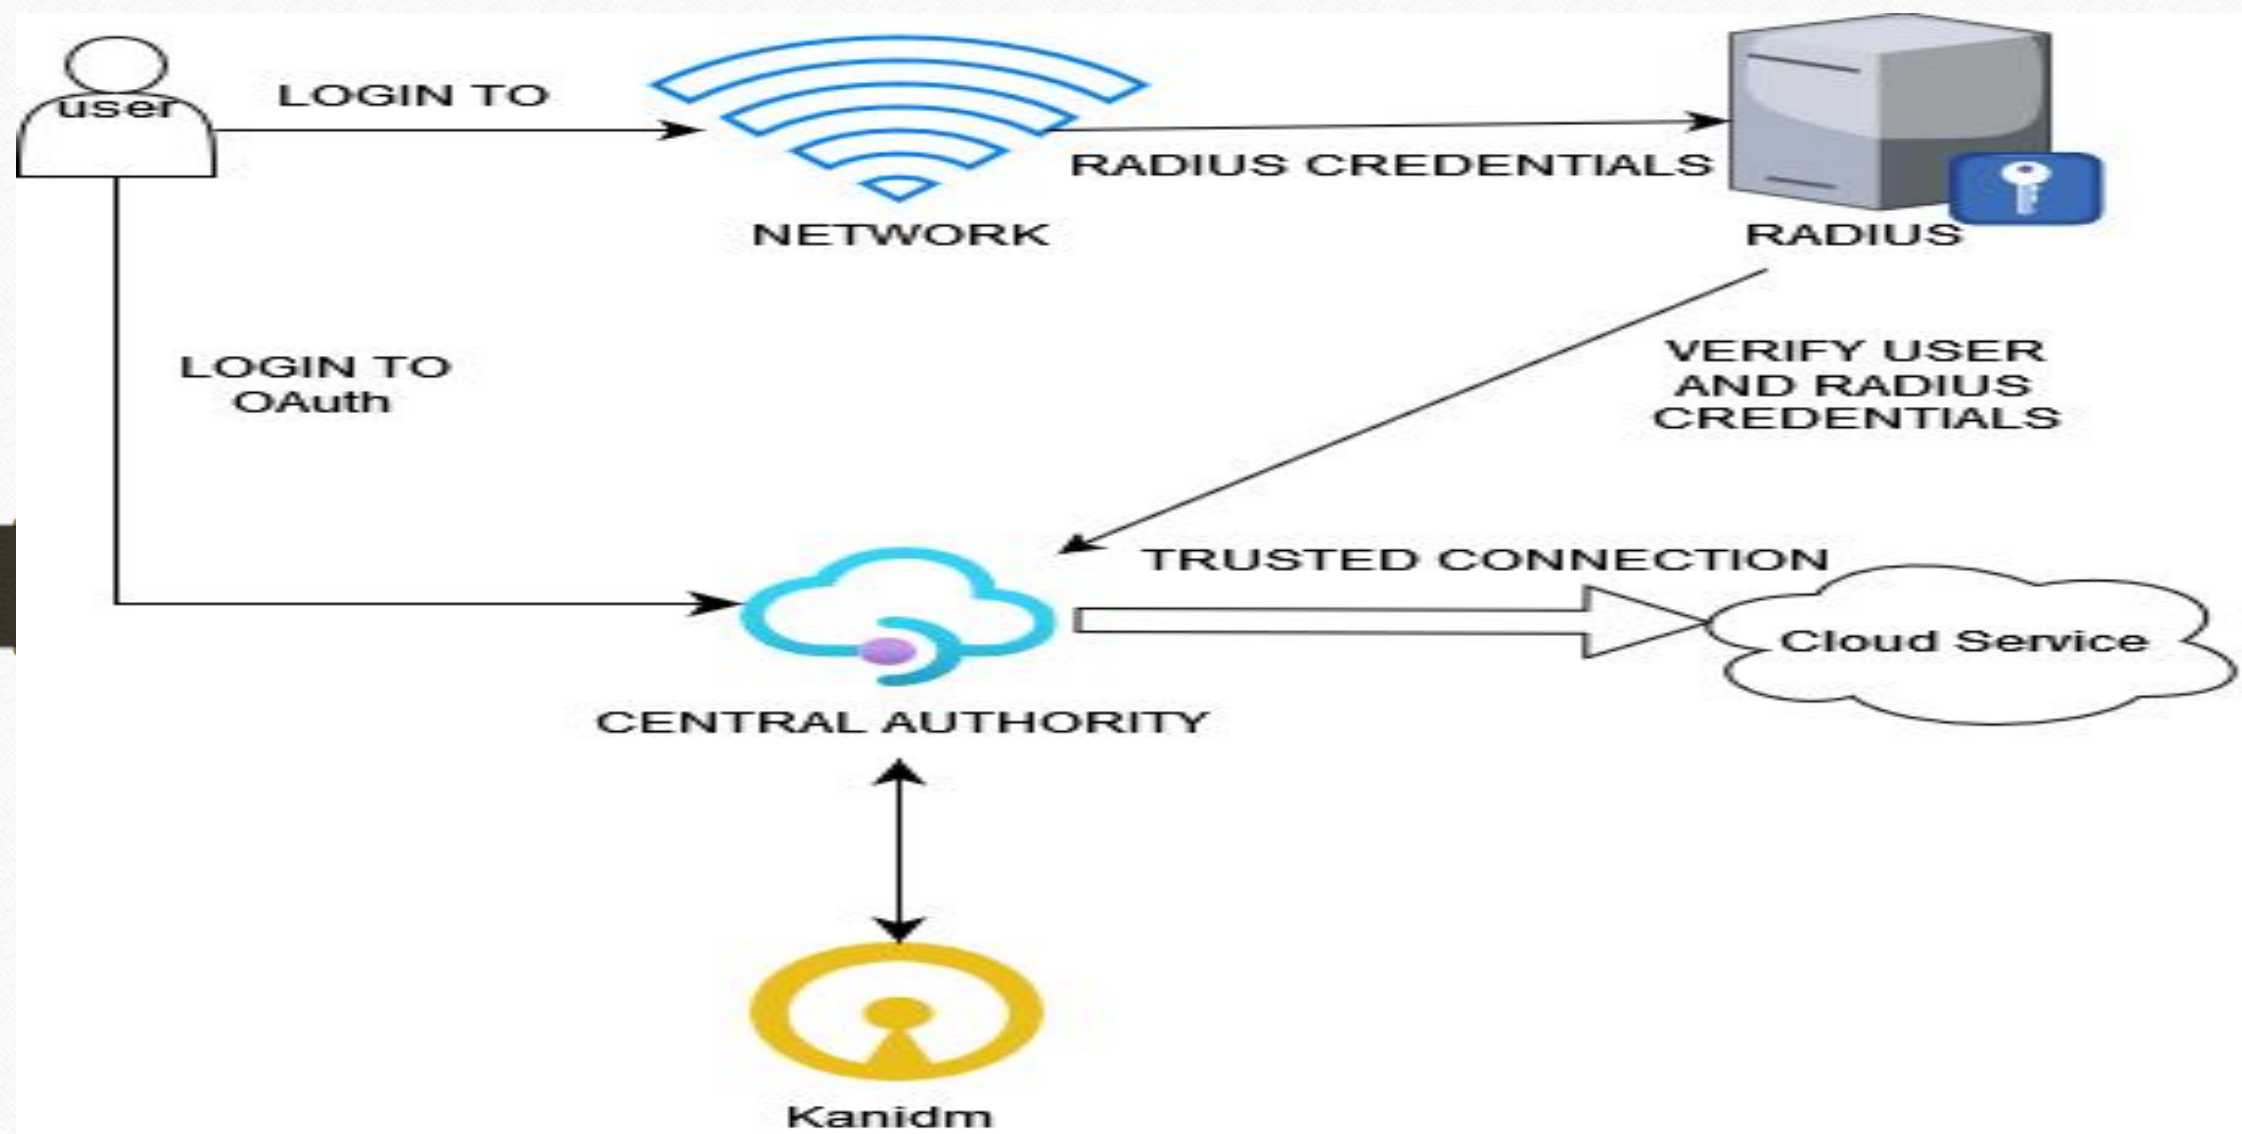 user
LOGIN TO
RADIUS CREDENTIALS
NETWORK
RADIUS
LOGIN TO
OAuth
VERIFY USER
AND RADIUS
CREDENTIALS
TRUSTED CONNECTION
Cloud Service
CENTRAL AUTHORITY
Kanidm